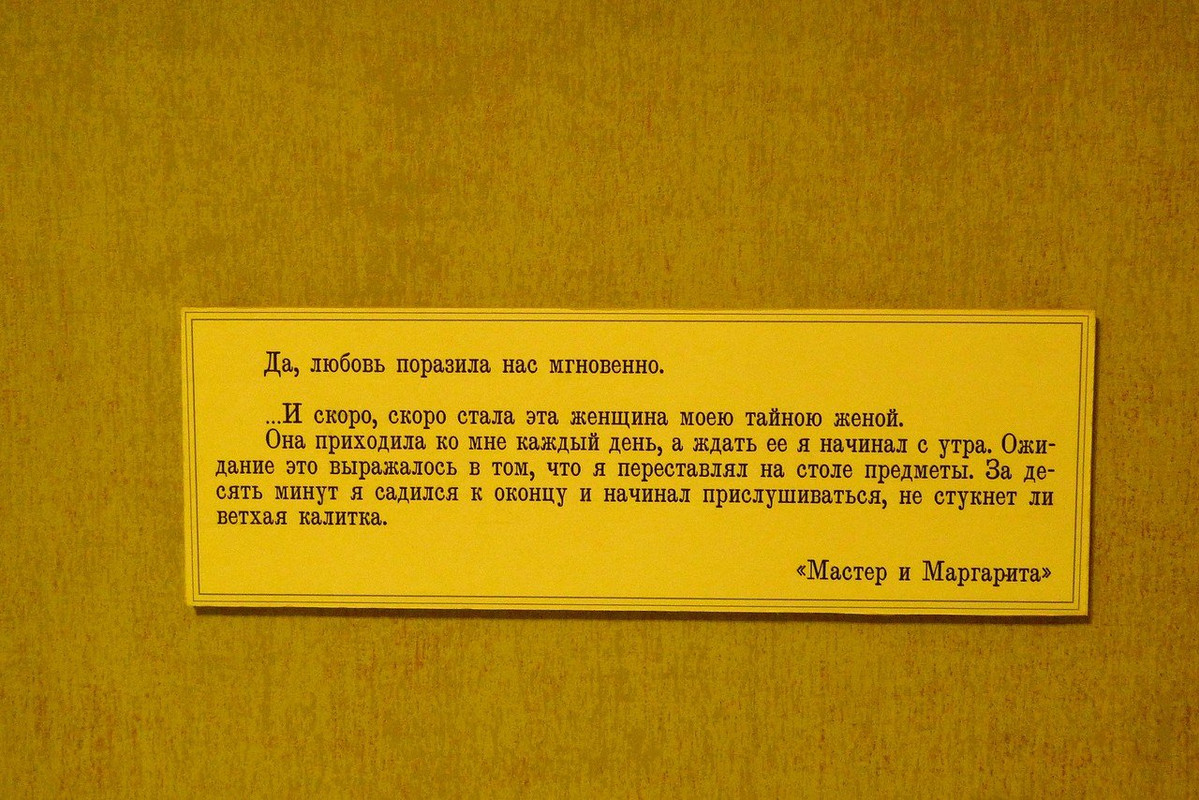 Да, любовь поразила нас мгновенно.
...И скоро, скоро стала эта женщина моею тайною женой.
Она приходила ко мне каждый день, а ждать ее я начинал с утра. Ожи-
дание это выражалось в том, что я переставлял на столе предметы. За де-
сять минут я садился к оконцу и начинал прислушиваться, не стукнет ли
ветхая калитка.
«Мастер и Маргарита»